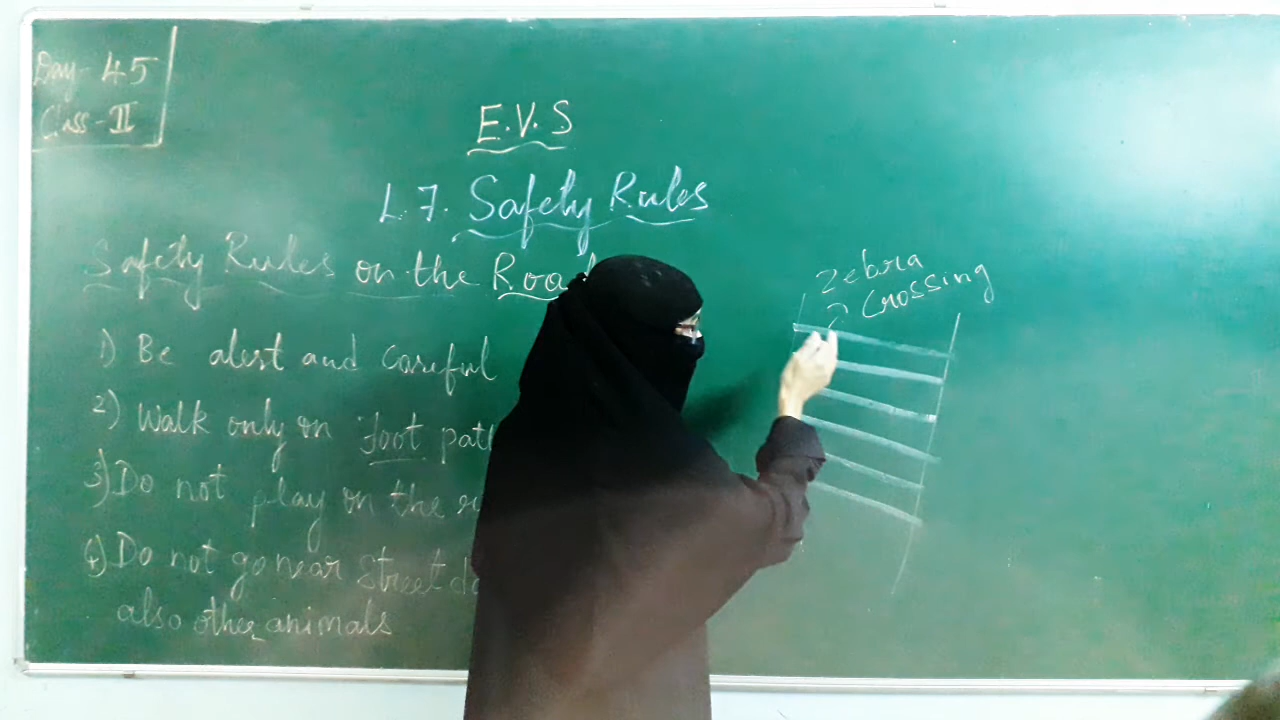 Day - 45
Class - II
E.V.S
L.7. Safety Rules
Safety Rules on the Road
1) Be alert and careful
2) Walk only on foot path
3) Do not play on the
4) Do not go near street
also other animals
Zebra
Crossing